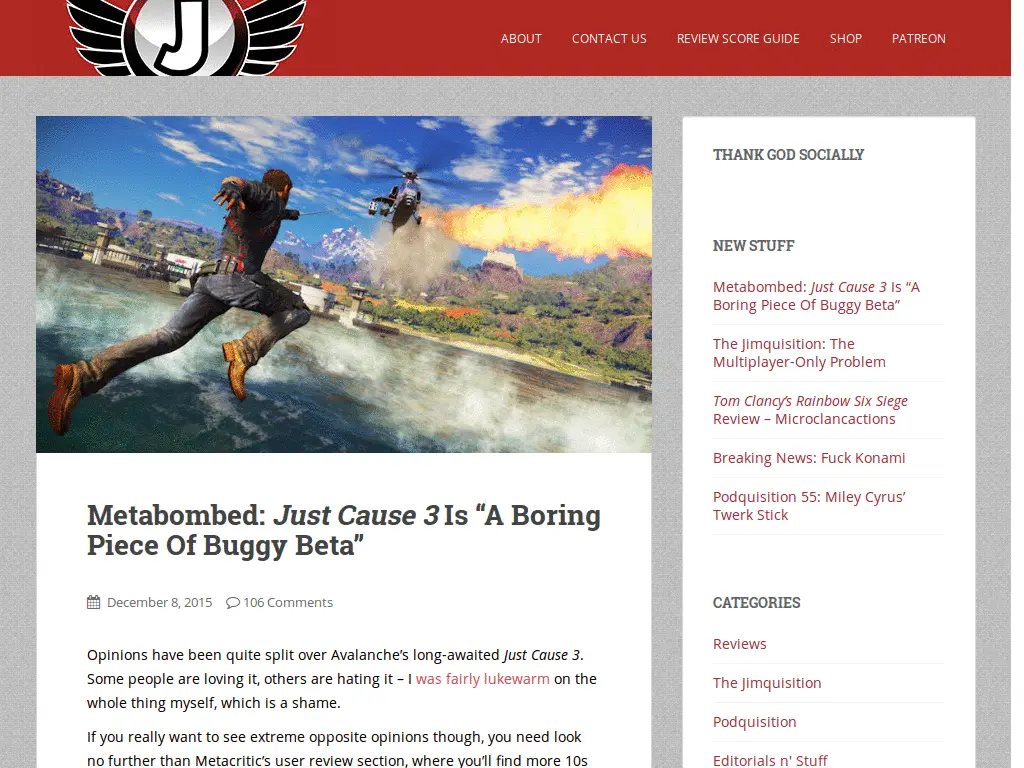 J
ABOUT CONTACT US REVIEW SCORE GUIDE SHOP PATREON
Metabombed: Just Cause 3 Is “A Boring
Piece Of Buggy Beta”
December 8, 2015 106 Comments
Opinions have been quite split over Avalanche’s long-awaited Just Cause 3.
Some people are loving it, others are hating it – I was fairly lukewarm on the
whole thing myself, which is a shame.
If you really want to see extreme opposite opinions though, you need look
no further than Metacritic’s user review section, where you’ll find more 10s
THANK GOD SOCIALLY
NEW STUFF
Metabombed: Just Cause 3 Is “A
Boring Piece Of Buggy Beta”
The Jimquisition: The
Multiplayer-Only Problem
Tom Clancy’s Rainbow Six Siege
Review – Microclancactions
Breaking News: Fuck Konami
Podquisition 55: Miley Cyrus’
Twerk Stick
CATEGORIES
Reviews
The Jimquisition
Podquisition
Editorials n' Stuff